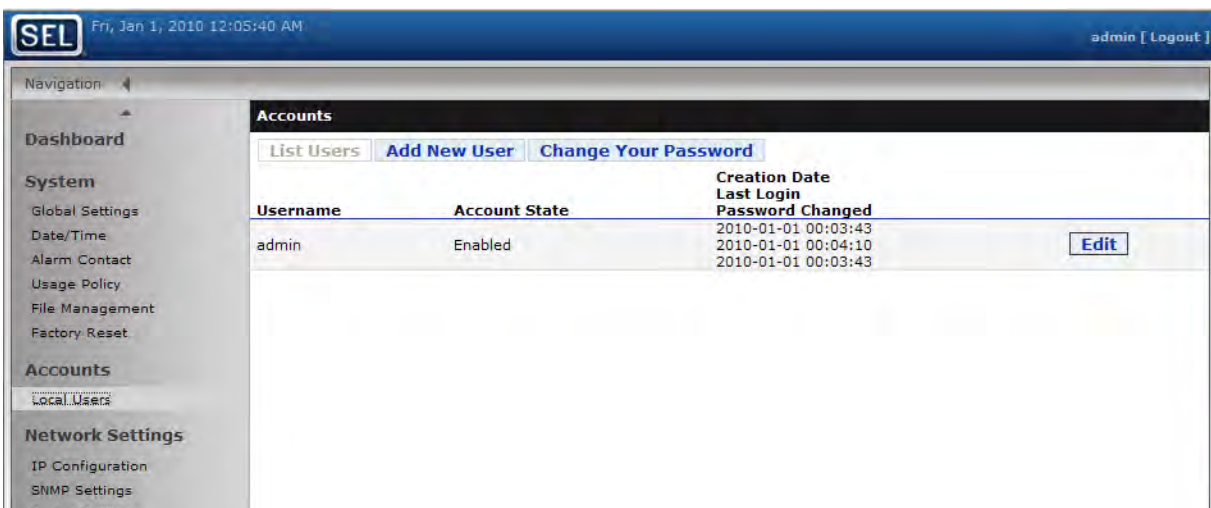 SEL Fri, Jan 1, 2010 12:05:40 AM
admin [ Logout ]
Navigation
Dashboard
System
Global Settings
Date/Time
Alarm Contact
Usage Policy
File Management
Factory Reset
Accounts
Local Users
Network Settings
IP Configuration
SNMP Settings
Accounts
List Users Add New User Change Your Password
Creation Date
Last Login
Username Account State Password Changed
2010-01-01 00:03:43
admin Enabled 2010-01-01 00:04:10 Edit
2010-01-01 00:03:43